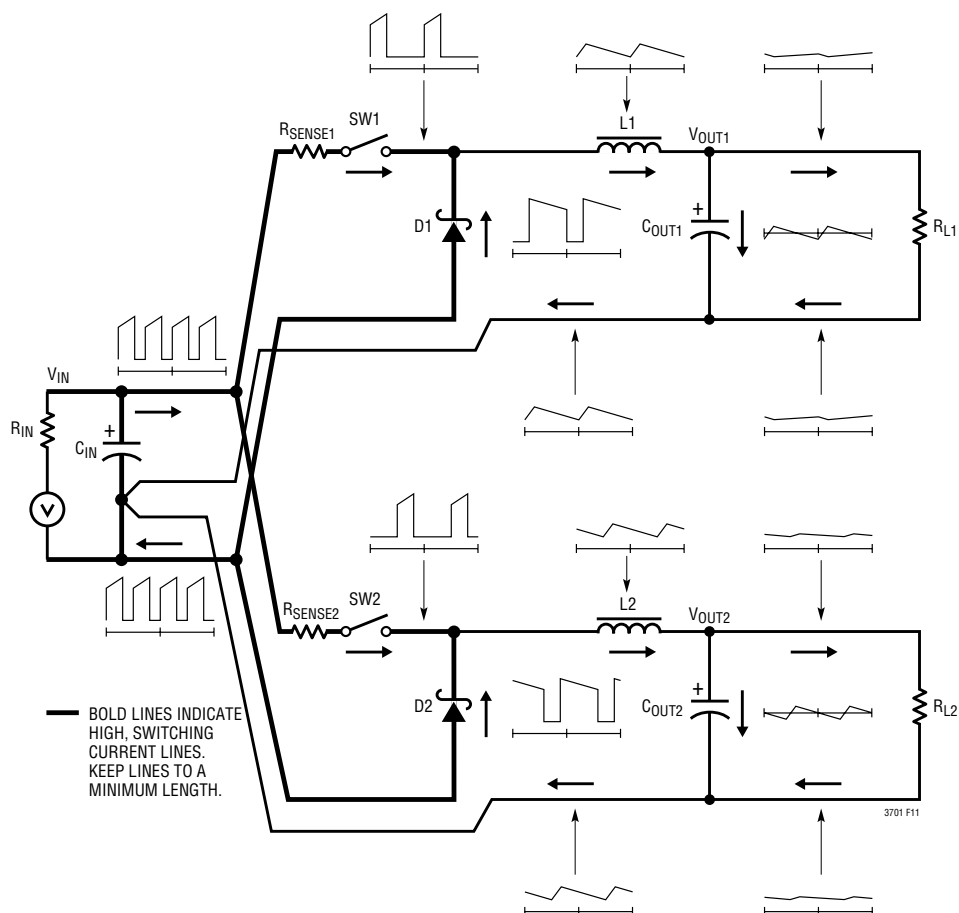 SW1
RSENSE1
L1
VOUT1
D1
+
COUT1
RL1
VIN
RIN
+
CIN
V
SW2
RSENSE2
L2
VOUT2
D2
+
COUT2
RL2
BOLD LINES INDICATE
HIGH, SWITCHING
CURRENT LINES.
KEEP LINES TO A
MINIMUM LENGTH.
3701 F11